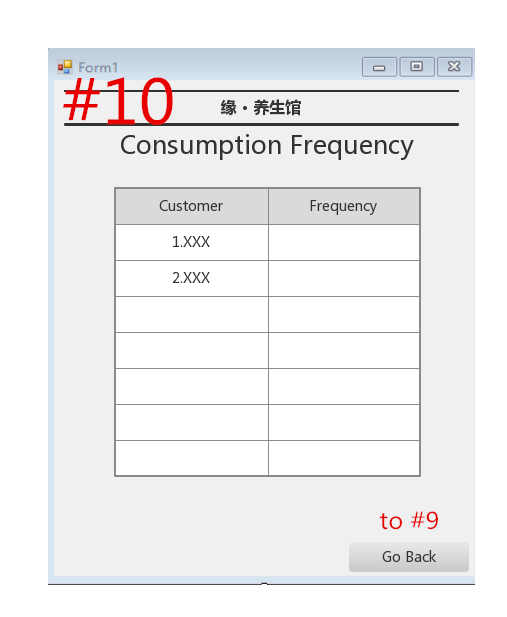 Form1
#10
缘·养生馆
Consumption Frequency
Customer Frequency
1.XXX
2.XXX
to #9
Go Back